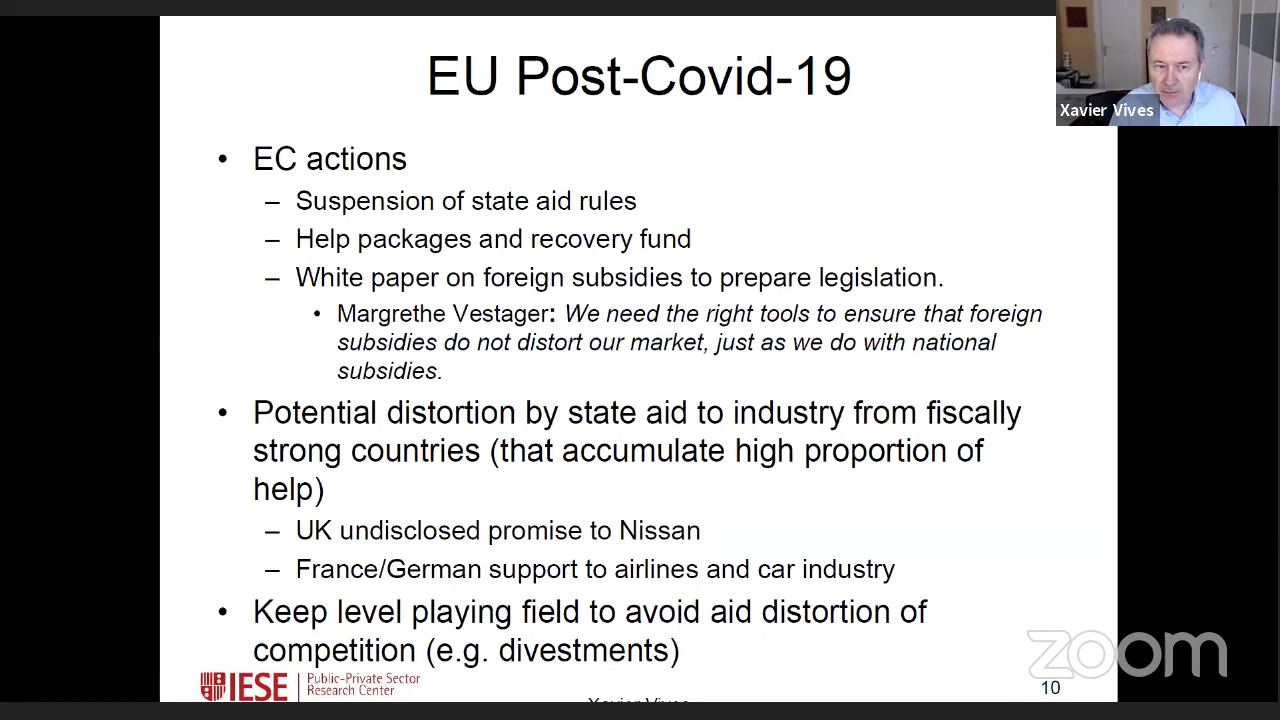 EU Post-Covid-19
Xavier Vives
• EC actions
– Suspension of state aid rules
– Help packages and recovery fund
– White paper on foreign subsidies to prepare legislation.
• Margrethe Vestager: We need the right tools to ensure that foreign
subsidies do not distort our market, just as we do with national
subsidies.
• Potential distortion by state aid to industry from fiscally
strong countries (that accumulate high proportion of
help)
– UK undisclosed promise to Nissan
– France/German support to airlines and car industry
• Keep level playing field to avoid aid distortion of
competition (e.g. divestments)
zoom
IESE
Public-Private Sector
Research Center
Xavier Vives
10